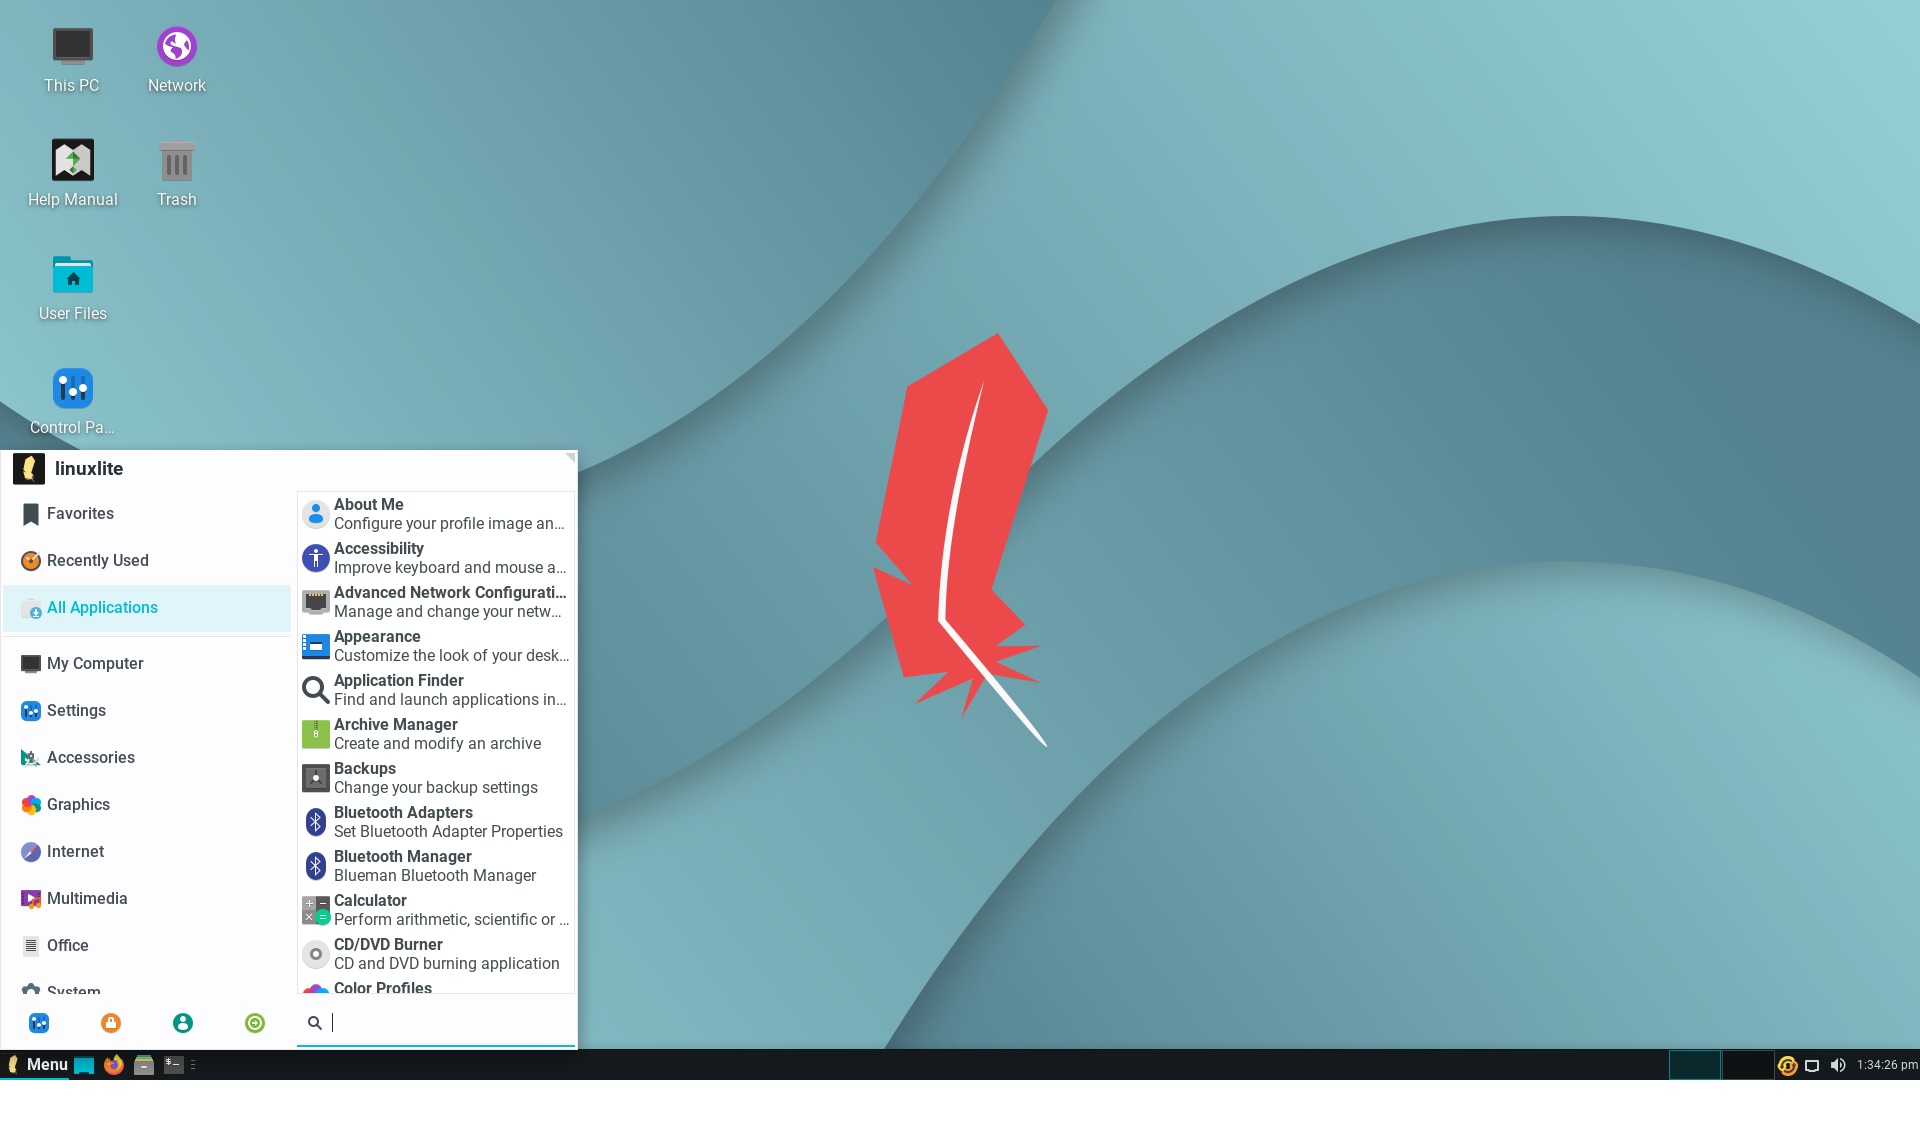 This PC
Network
Help Manual
Trash
User Files
Control Pa...
linuxlite
Favorites
Recently Used
All Applications
My Computer
Settings
Accessories
Graphics
Internet
Multimedia
Office
System
About Me
Configure your profile image an...
Accessibility
Improve keyboard and mouse a...
Advanced Network Configurati...
Manage and change your netw...
Appearance
Customize the look of your desk...
Application Finder
Find and launch applications in...
Archive Manager
Create and modify an archive
Backups
Change your backup settings
Bluetooth Adapters
Set Bluetooth Adapter Properties
Bluetooth Manager
Blueman Bluetooth Manager
Calculator
Perform arithmetic, scientific or ...
CD/DVD Burner
CD and DVD burning application
Color Profiles
Menu
1:34:26 pm